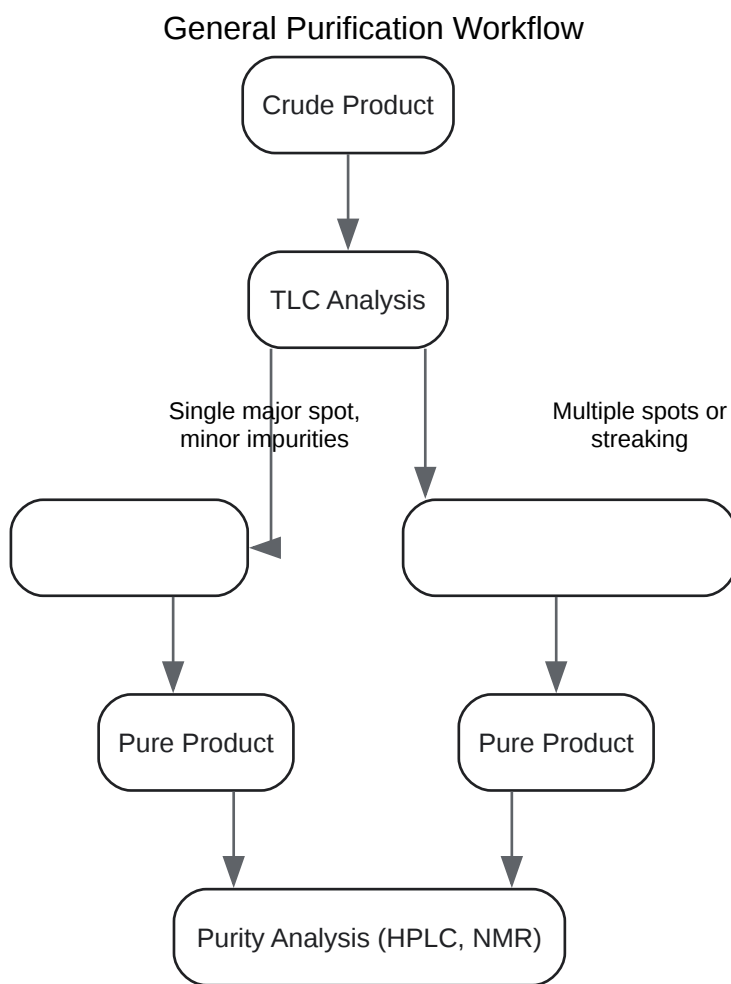 General Purification Workflow
Crude Product
TLC Analysis
Single major spot,
minor impurities
Multiple spots or
streaking
Pure Product
Pure Product
Purity Analysis (HPLC, NMR)